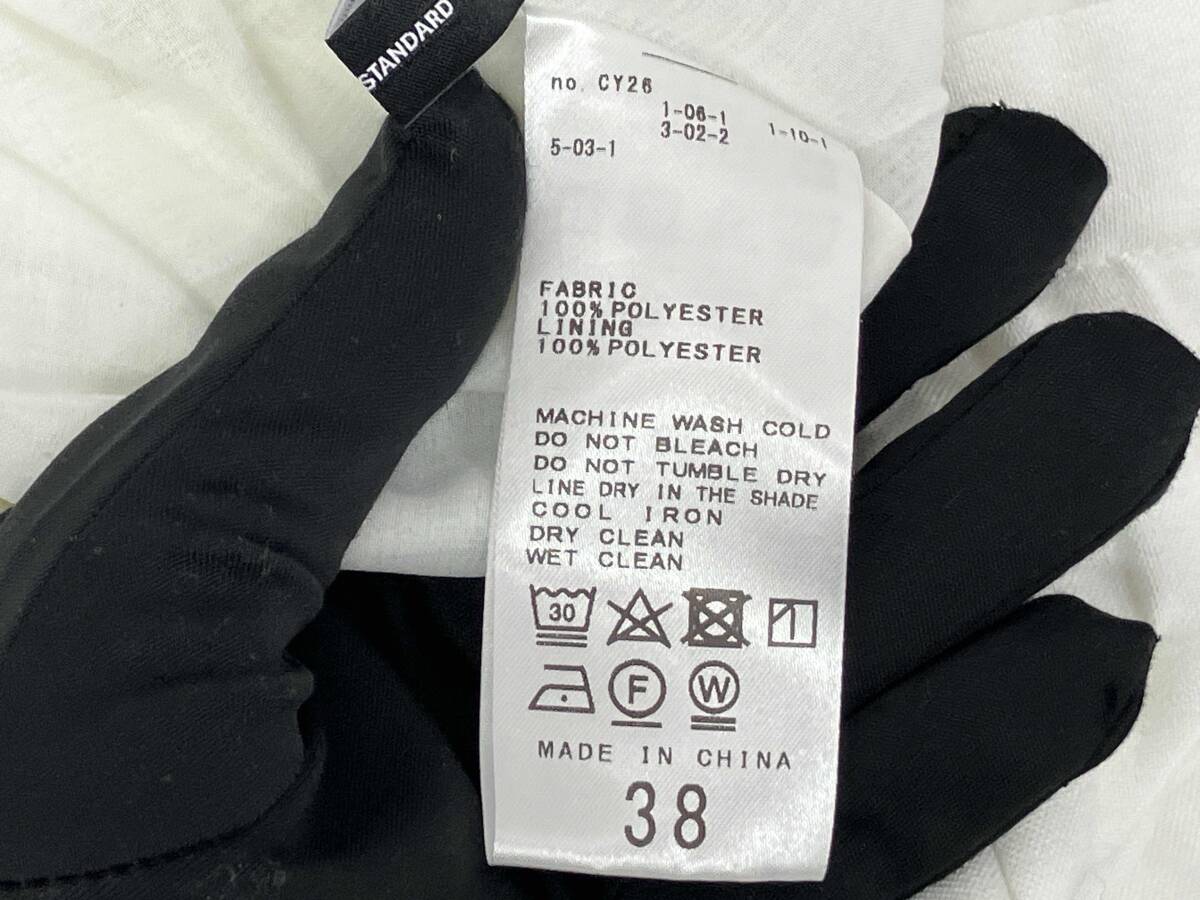 STANDARD
no. CY26
1-06-1
3-02-2
1-10-1
5-03-1
FABRIC
100% POLYESTER
LINING
100% POLYESTER
MACHINE WASH COLD
DO NOT BLEACH
DO NOT TUMBLE DRY
LINE DRY IN THE SHADE
COOL IRON
DRY CLEAN
WET CLEAN
30
F W
MADE IN CHINA
38